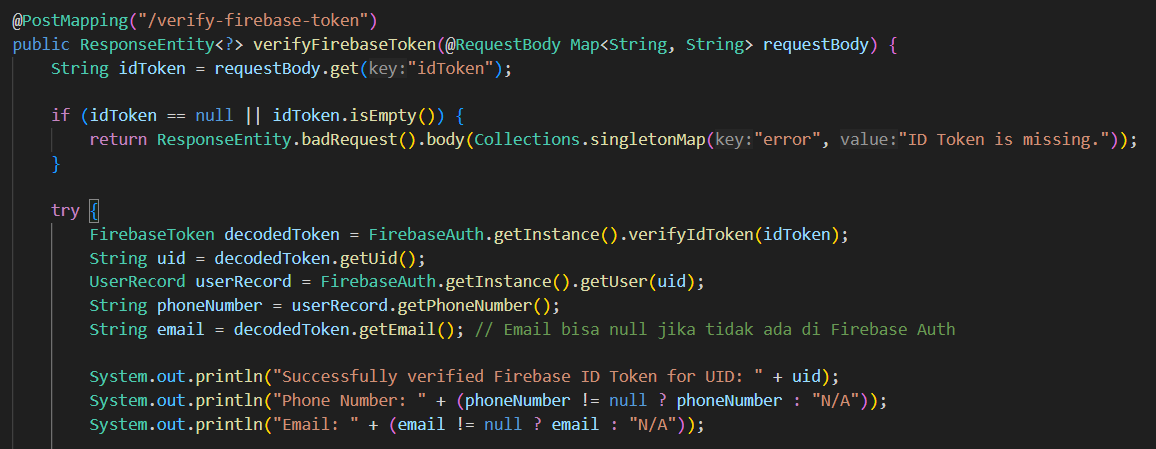 @PostMapping("/verify-firebase-token")
public ResponseEntity<?> verifyFirebaseToken(@RequestBody Map<String, String> requestBody) {
String idToken = requestBody.get(key:"idToken");
if (idToken == null || idToken.isEmpty()) {
return ResponseEntity.badRequest().body(Collections.singletonMap(key:"error", value:"ID Token is missing."));
}
try {
FirebaseToken decodedToken = FirebaseAuth.getInstance().verifyIdToken(idToken);
String uid = decodedToken.getUid();
UserRecord userRecord = FirebaseAuth.getInstance().getUser(uid);
String phoneNumber = userRecord.getPhoneNumber();
String email = decodedToken.getEmail(); // Email bisa null jika tidak ada di Firebase Auth
System.out.println("Successfully verified Firebase ID Token for UID: " + uid);
System.out.println("Phone Number: " + (phoneNumber != null ? phoneNumber : "N/A"));
System.out.println("Email: " + (email != null ? email : "N/A"));